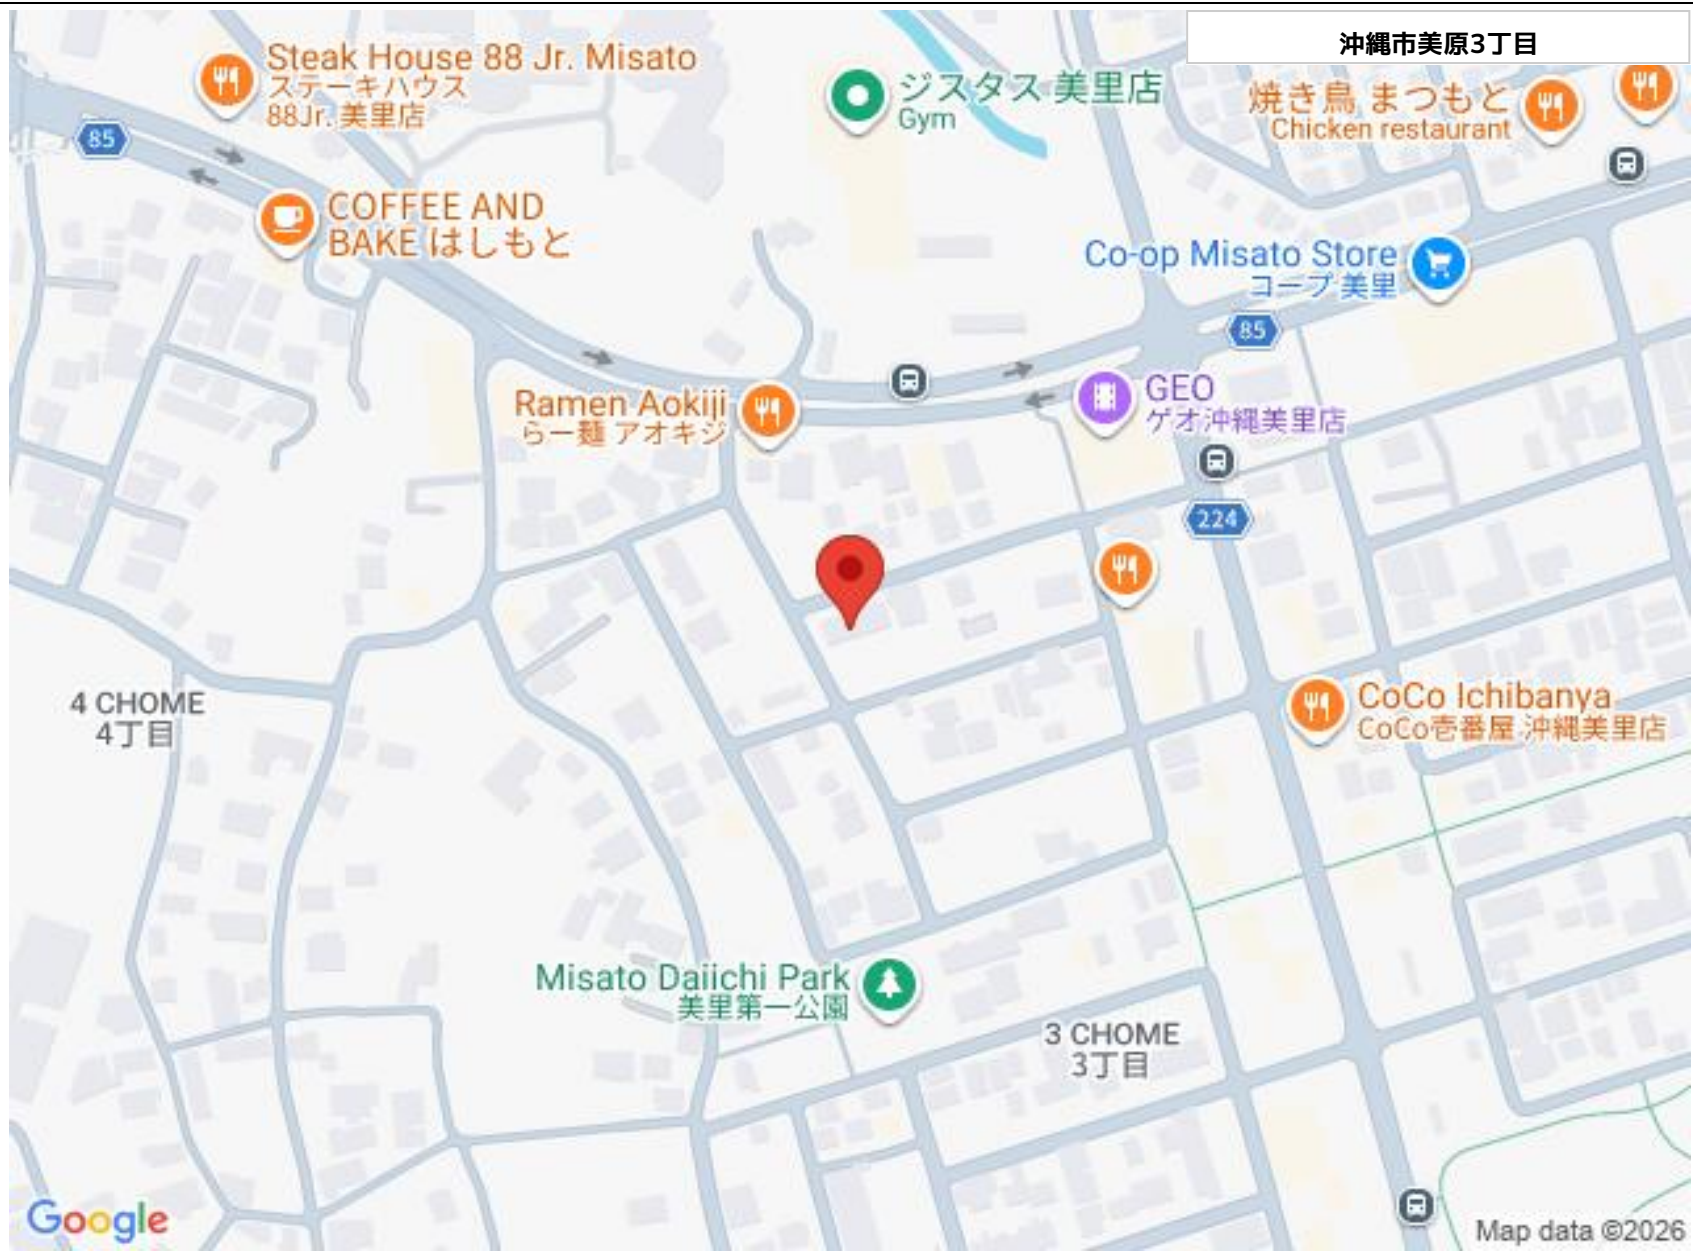 沖縄市美原3丁目
Steak House 88 Jr. Misato
ステーキハウス
88Jr. 美里店
ジスタス 美里店
Gym
焼き鳥 まつもと
Chicken restaurant
85
COFFEE AND
BAKE はしもと
Co-op Misato Store
コープ美里
85
Ramen Aokiji
らー麺 アオキジ
GEO
ゲオ沖縄美里店
224
4 CHOME
4丁目
CoCo Ichibanya
CoCo壱番屋 沖縄美里店
Misato Daiichi Park
美里第一公園
3 CHOME
3丁目
Google
Map data ©2026